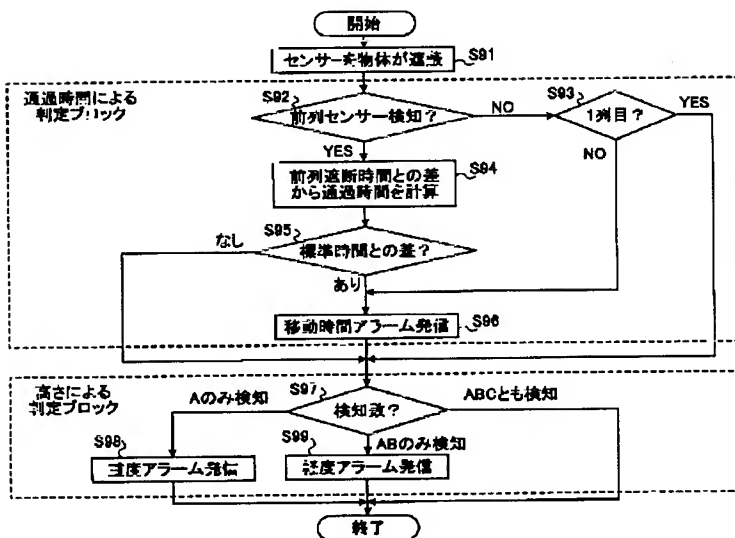 開始
センサーを物体が遮蔽
S91
通過時間による
判定ブロック
S92
前列センサー検知？
NO
S93
1列目？
YES
YES
NO
前列遮断時間との差
から通過時間を計算
S94
S95
標準時間との差？
なし
あり
移動時間アラーム発信
S96
高さによる
判定ブロック
S97
検知数？
Aのみ検知
ABCとも検知
ABのみ検知
S98
重度アラーム発信
S99
軽度アラーム発信
終了